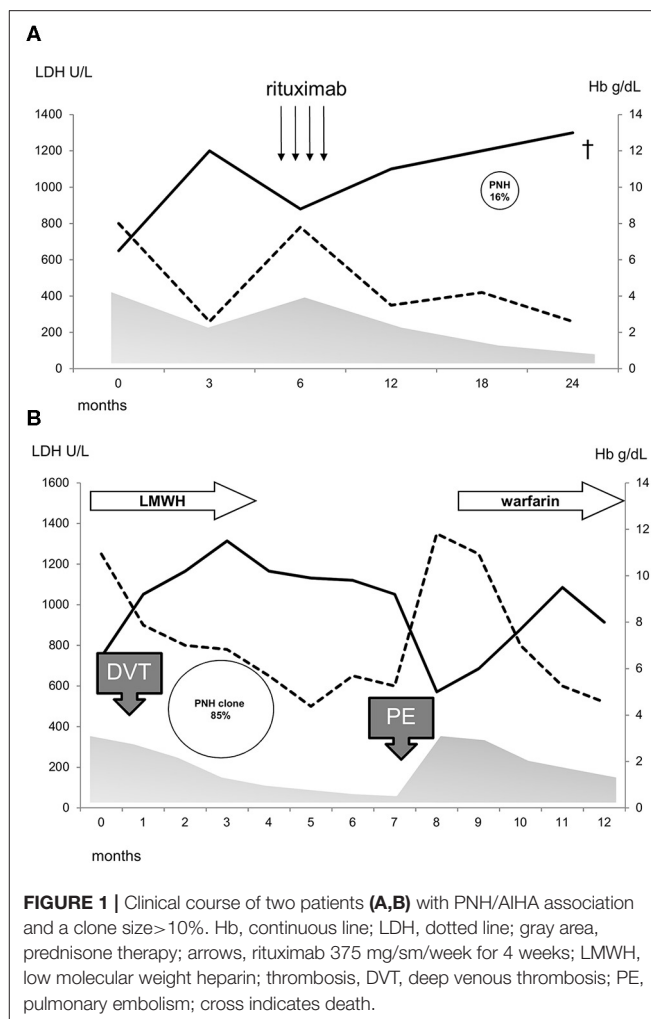 A
LDH U/L
Hb g/dL
rituximab
1400
1200
1000
800
600
400
200
0
14
12
10
8
6
4
2
0
†
PNH
16%
0 3 6 12 18 24
months
B
LDH U/L
Hb g/dL
1600
1400
1200
1000
800
600
400
200
0
14
12
10
8
6
4
2
0
LMWH
warfarin
DVT
PNH clone
85%
PE
0 1 2 3 4 5 6 7 8 9 10 11 12
months
FIGURE 1 | Clinical course of two patients (A,B) with PNH/AIHA association
and a clone size>10%. Hb, continuous line; LDH, dotted line; gray area,
prednisone therapy; arrows, rituximab 375 mg/sm/week for 4 weeks; LMWH,
low molecular weight heparin; thrombosis, DVT, deep venous thrombosis; PE,
pulmonary embolism; cross indicates death.